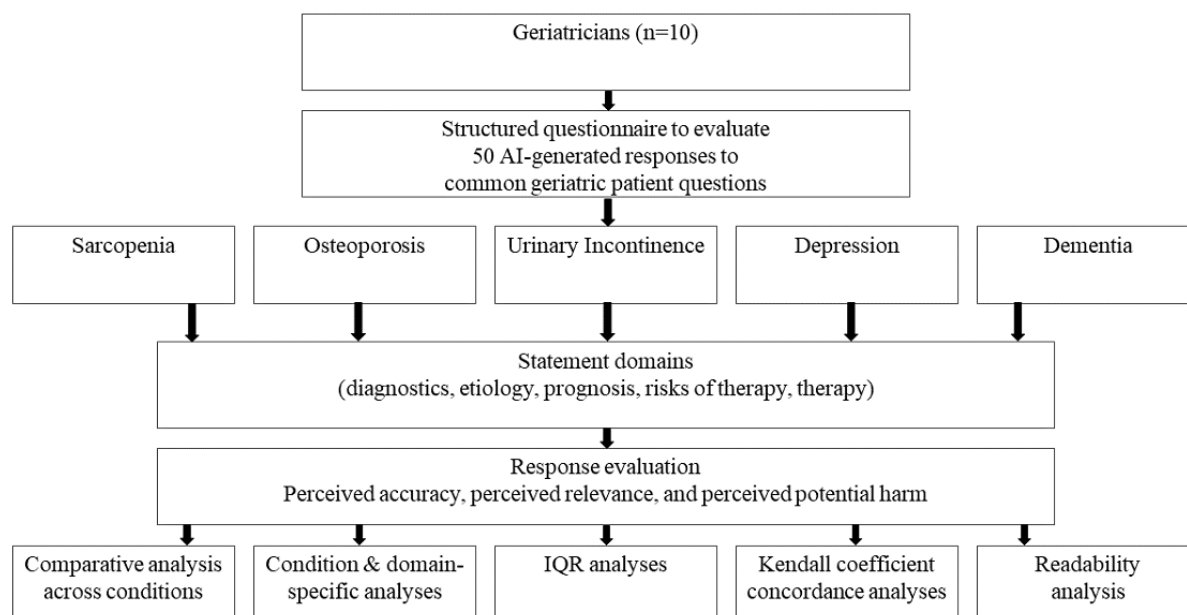 Geriatricians (n=10)
Structured questionnaire to evaluate
50 AI-generated responses to
common geriatric patient questions
Sarcopenia
Osteoporosis
Urinary Incontinence
Depression
Dementia
Statement domains
(diagnostics, etiology, prognosis, risks of therapy, therapy)
Response evaluation
Perceived accuracy, perceived relevance, and perceived potential harm
Comparative analysis
across conditions
Condition & domain-
specific analyses
IQR analyses
Kendall coefficient
concordance analyses
Readability
analysis